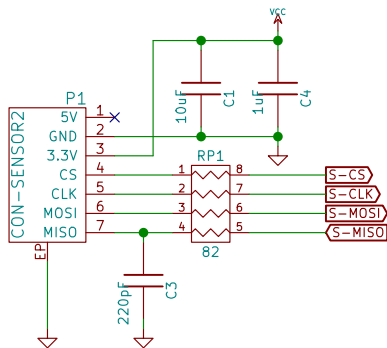 VCC
P1
CON-SENSOR2
5V 1
GND 2
3.3V 3
CS 4
CLK 5
MOSI 6
MISO 7
EP
10uF
C1
1uF
C4
RP1
1 8
2 7
3 6
4 5
82
S-CS
S-CLK
S-MOSI
S-MISO
220pF
C3